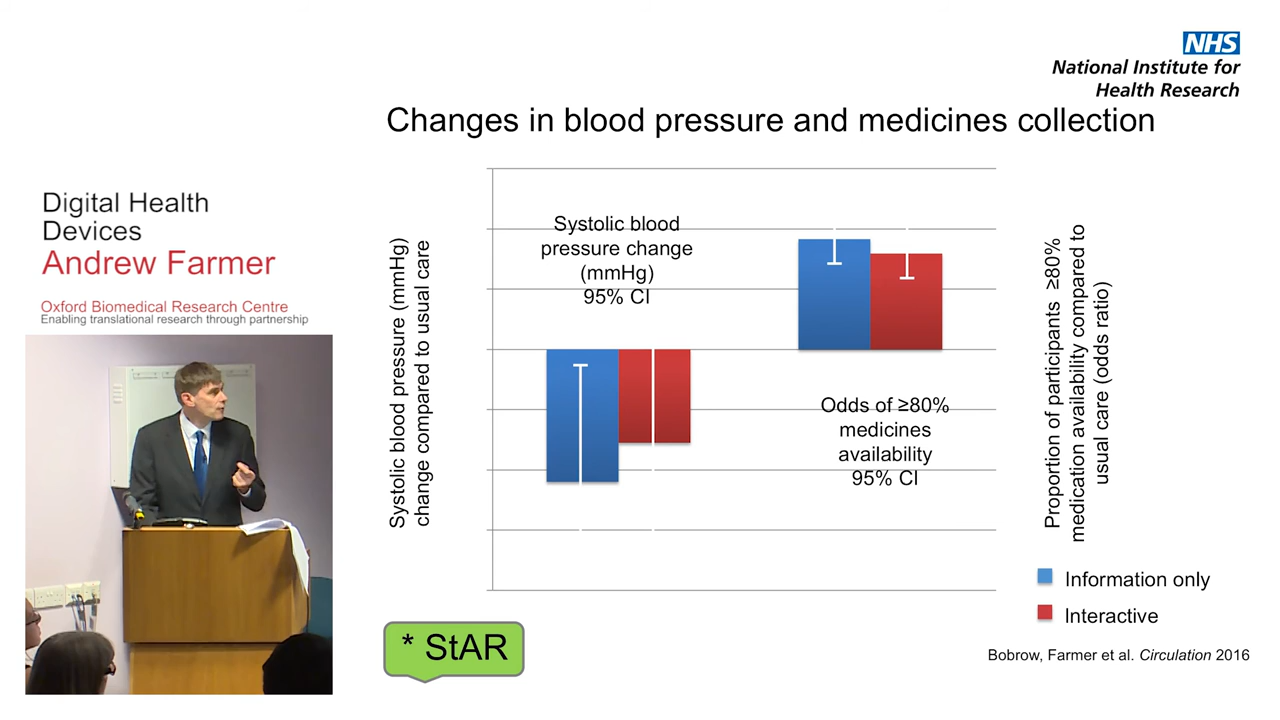 NHS
National Institute for
Health Research
Changes in blood pressure and medicines collection
Digital Health
Devices
Andrew Farmer
Oxford Biomedical Research Centre
Enabling translational research through partnership
Systolic blood pressure (mmHg)
change compared to usual care
Systolic blood
pressure change
(mmHg)
95% CI
Odds of ≥80%
medicines
availability
95% CI
Proportion of participants ≥80%
medication availability compared to
usual care (odds ratio)
Information only
Interactive
* StAR
Bobrow, Farmer et al. Circulation 2016